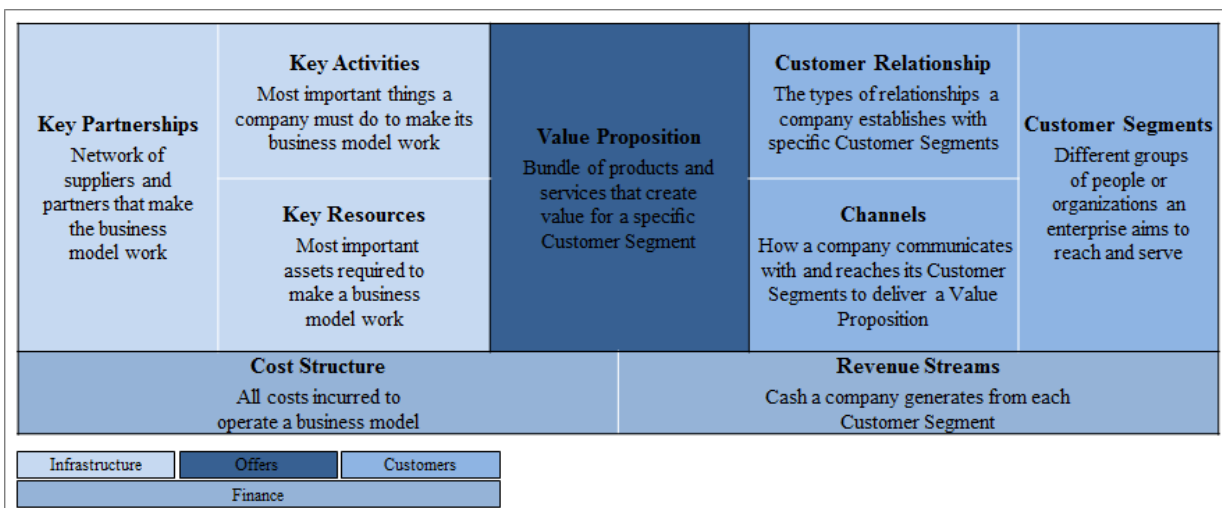 Key Partnerships
Network of
suppliers and
partners that make
the business
model work
Key Activities
Most important things a
company must do to make its
business model work
Key Resources
Most important
assets required to
make a business
model work
Value Proposition
Bundle of products and
services that create
value for a specific
Customer Segment
Customer Relationship
The types of relationships a
company establishes with
specific Customer Segments
Channels
How a company communicates
with and reaches its Customer
Segments to deliver a Value
Proposition
Customer Segments
Different groups
of people or
organizations an
enterprise aims to
reach and serve
Cost Structure
All costs incurred to
operate a business model
Revenue Streams
Cash a company generates from each
Customer Segment
Infrastructure
Offers
Customers
Finance